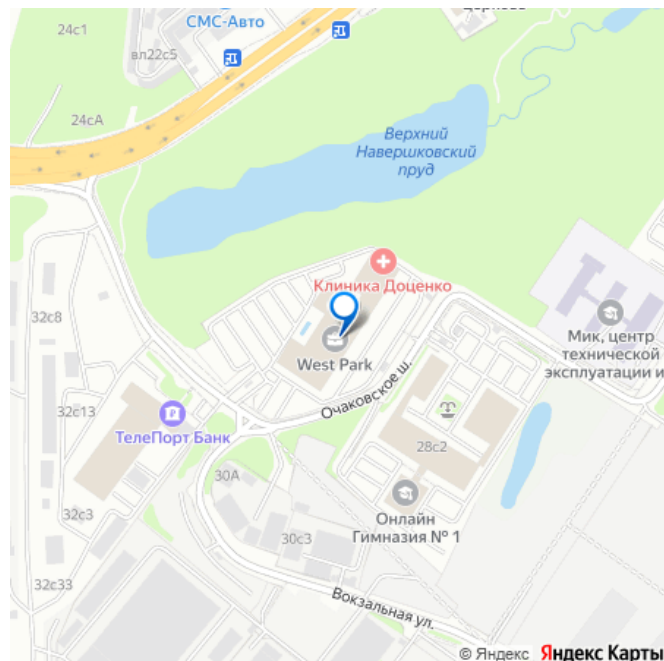 24с1
СМС-Авто
вл22с5
24сА
Верхний
Навершковский
пруд
Клиника Доценко
32с8
West Park
Мик, центр
технической
эксплуатации и
Очаковское ш.
32с13
ТелеПорт Банк
28с2
30А
32с3
Онлайн
Гимназия № 1
30с3
32с33
Вокзальная ул.
© Яндекс Яндекс Карты